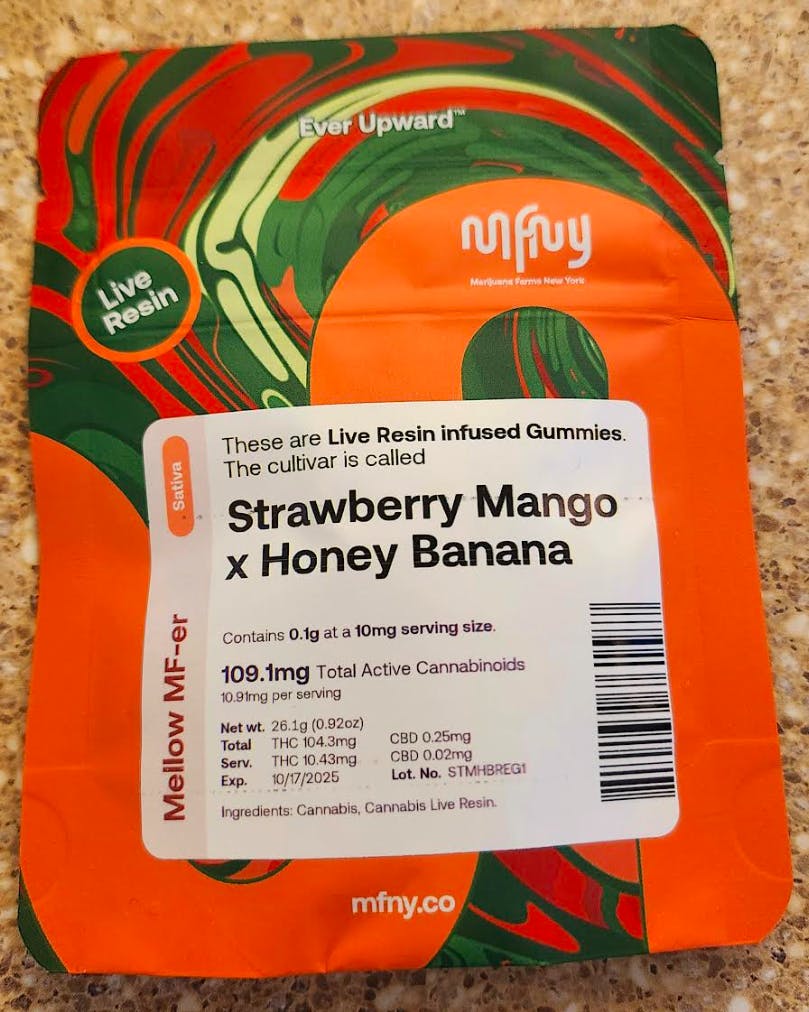 Ever Upward™
mfny
Marijuana Farms New York
Live
Resin
Sativa
Mellow MF-er
These are Live Resin infused Gummies.
The cultivar is called
Strawberry Mango
x Honey Banana
Contains 0.1g at a 10mg serving size.
109.1mg Total Active Cannabinoids
10.91mg per serving
Net wt. 26.1g (0.92oz)
Total THC 104.3mg CBD 0.25mg
Serv. THC 10.43mg CBD 0.02mg
Exp. 10/17/2025 Lot. No. STMHBREG1
Ingredients: Cannabis, Cannabis Live Resin.
mfny.co